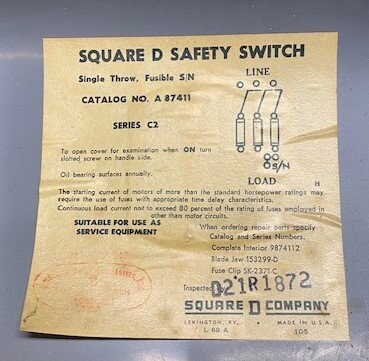 SQUARE D SAFETY SWITCH
Single Throw, Fusible S/N
LINE
CATALOG NO. A 87411
SERIES C2
To open cover for examination when ON turn
slotted screw on handle side.
S/N
Oil bearing surfaces annually.
LOAD
H
The starting current of motors of more than the standard horsepower ratings may
require the use of fuses with appropriate time delay characteristics.
Continuous load current not to exceed 80 percent of the rating of fuses employed in
other than motor circuits.
SUITABLE FOR USE AS
SERVICE EQUIPMENT
When ordering repair parts specify
Catalog and Series Numbers.
Complete Interior 9874112
Blade Jaw 153299-D
Fuse Clip SK-2371-C
Inspected
D21R1872
SQUARE D COMPANY
LEXINGTON, KY.
MADE IN U.S.A.
L 69 A
105